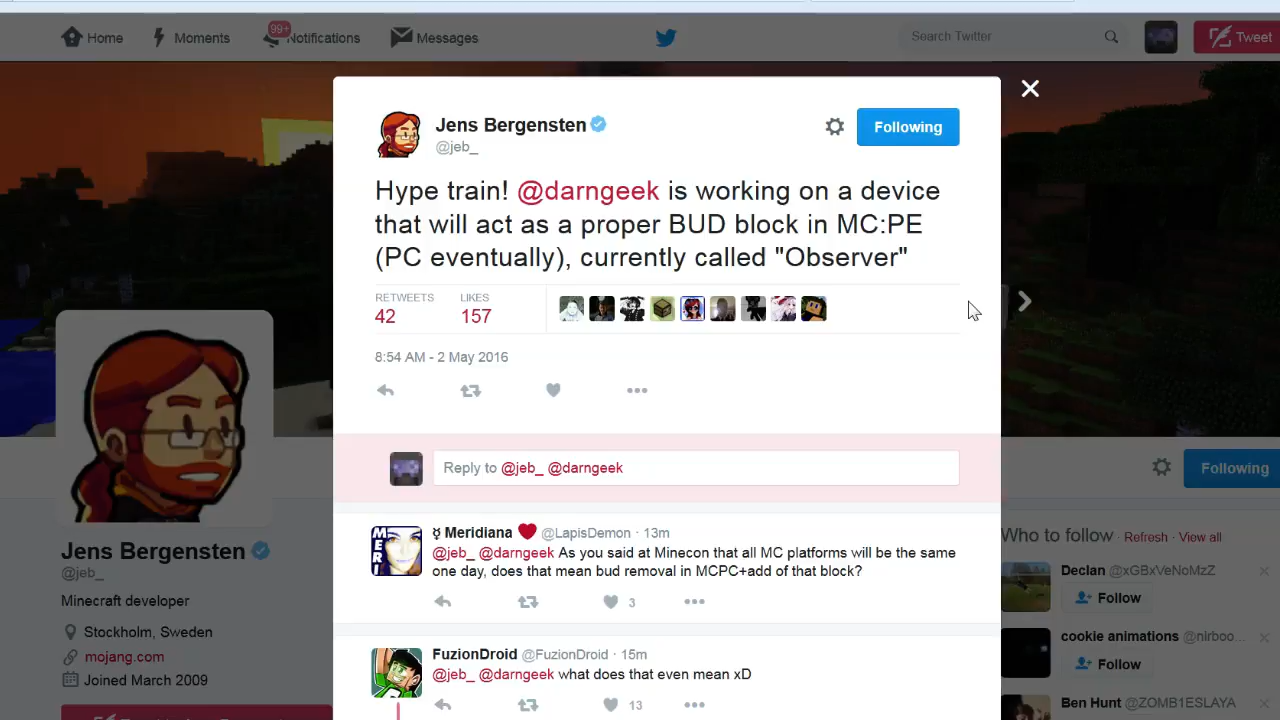 Home
Moments
99+
Notifications
Messages
Search Twitter
Tweet
Jens Bergensten
@jeb_
Following
Hype train! @darngeek is working on a device
that will act as a proper BUD block in MC:PE
(PC eventually), currently called "Observer"
RETWEETS
42
LIKES
157
8:54 AM - 2 May 2016
Reply to @jeb_ @darngeek
MERI
☿ Meridiana ❤ @LapisDemon · 13m
@jeb_ @darngeek As you said at Minecon that all MC platforms will be the same
one day, does that mean bud removal in MCPC+add of that block?
3
FuzionDroid @FuzionDroid · 15m
@jeb_ @darngeek what does that even mean xD
13
Jens Bergensten
@jeb_
Minecraft developer
Stockholm, Sweden
mojang.com
Joined March 2009
Following
Who to follow · Refresh · View all
Declan @xGBxVeNoMzZ
Follow
cookie animations @nirboo...
Follow
Ben Hunt @ZOMB1ESLAYA